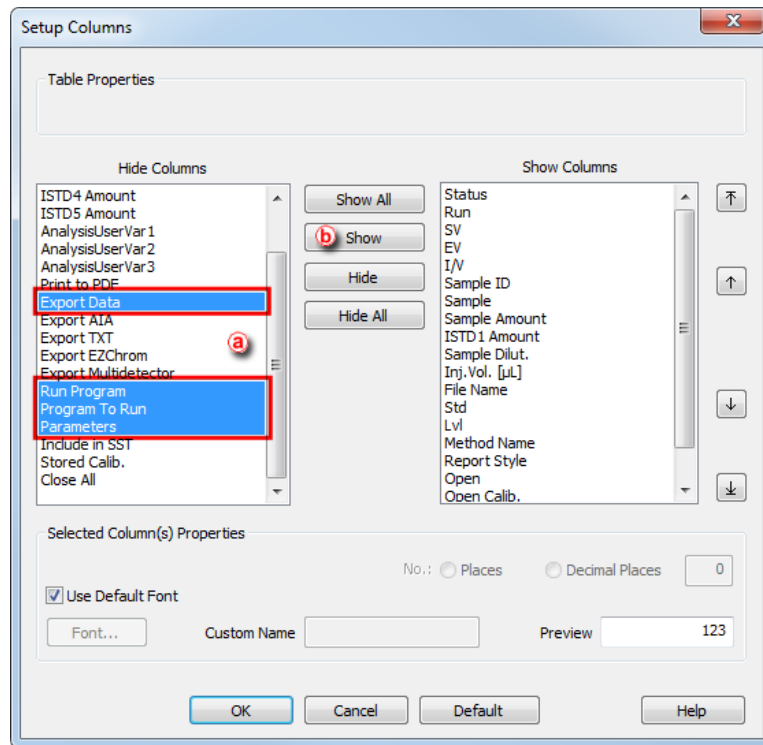 Setup Columns
x
Table Properties
Hide Columns
ISTD4 Amount
ISTD5 Amount
AnalysisUserVar1
AnalysisUserVar2
AnalysisUserVar3
Print to PDF
Export Data
Export AIA
Export TXT
Export EZChrom
Export Multidetector
Run Program
Program To Run
Parameters
Include in SST
Stored Calib.
Close All
a
Show All
b Show
Hide
Hide All
Show Columns
Status
Run
SV
EV
I/V
Sample ID
Sample
Sample Amount
ISTD1 Amount
Sample Dilut.
Inj.Vol. [µL]
File Name
Std
Lvl
Method Name
Report Style
Open
Open Calib.
Selected Column(s) Properties
No.: Places Decimal Places 0
Use Default Font
Font... Custom Name Preview 123
OK Cancel Default Help